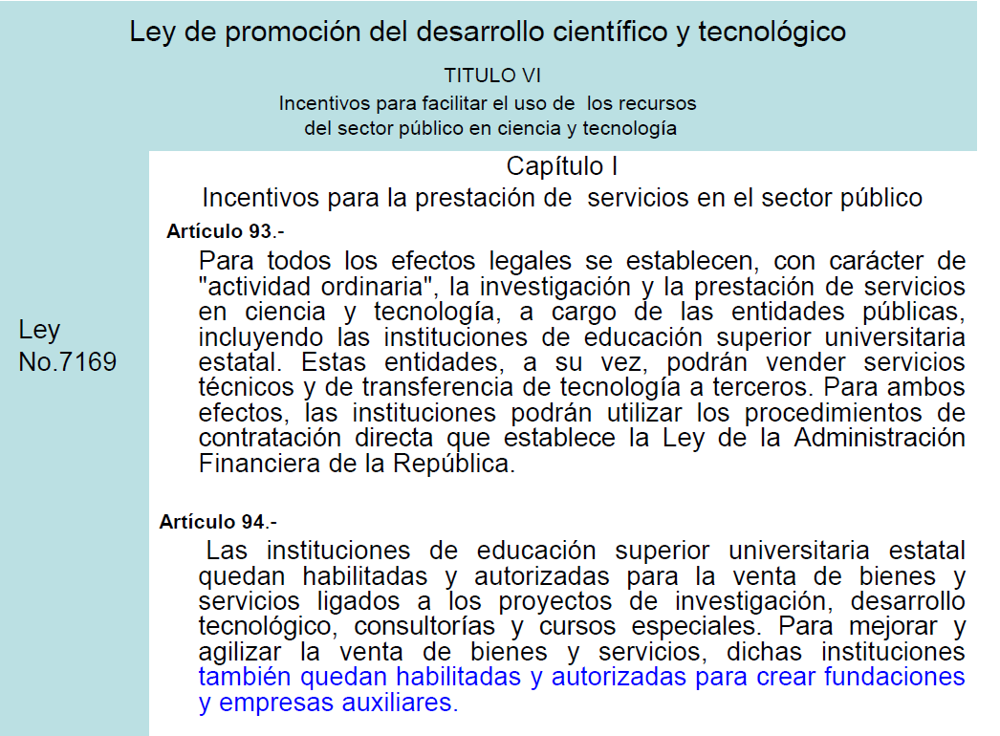 Ley de promoción del desarrollo científico y tecnológico
TITULO VI
Incentivos para facilitar el uso de los recursos
del sector público en ciencia y tecnología
Capítulo I
Incentivos para la prestación de servicios en el sector público
Artículo 93.-
Para todos los efectos legales se establecen, con carácter de
"actividad ordinaria", la investigación y la prestación de servicios
en ciencia y tecnología, a cargo de las entidades públicas,
incluyendo las instituciones de educación superior universitaria
estatal. Estas entidades, a su vez, podrán vender servicios
técnicos y de transferencia de tecnología a terceros. Para ambos
efectos, las instituciones podrán utilizar los procedimientos de
contratación directa que establece la Ley de la Administración
Financiera de la República.
Ley
No.7169
Artículo 94.-
Las instituciones de educación superior universitaria estatal
quedan habilitadas y autorizadas para la venta de bienes y
servicios ligados a los proyectos de investigación, desarrollo
tecnológico, consultorías y cursos especiales. Para mejorar y
agilizar la venta de bienes y servicios, dichas instituciones
también quedan habilitadas y autorizadas para crear fundaciones
y empresas auxiliares.